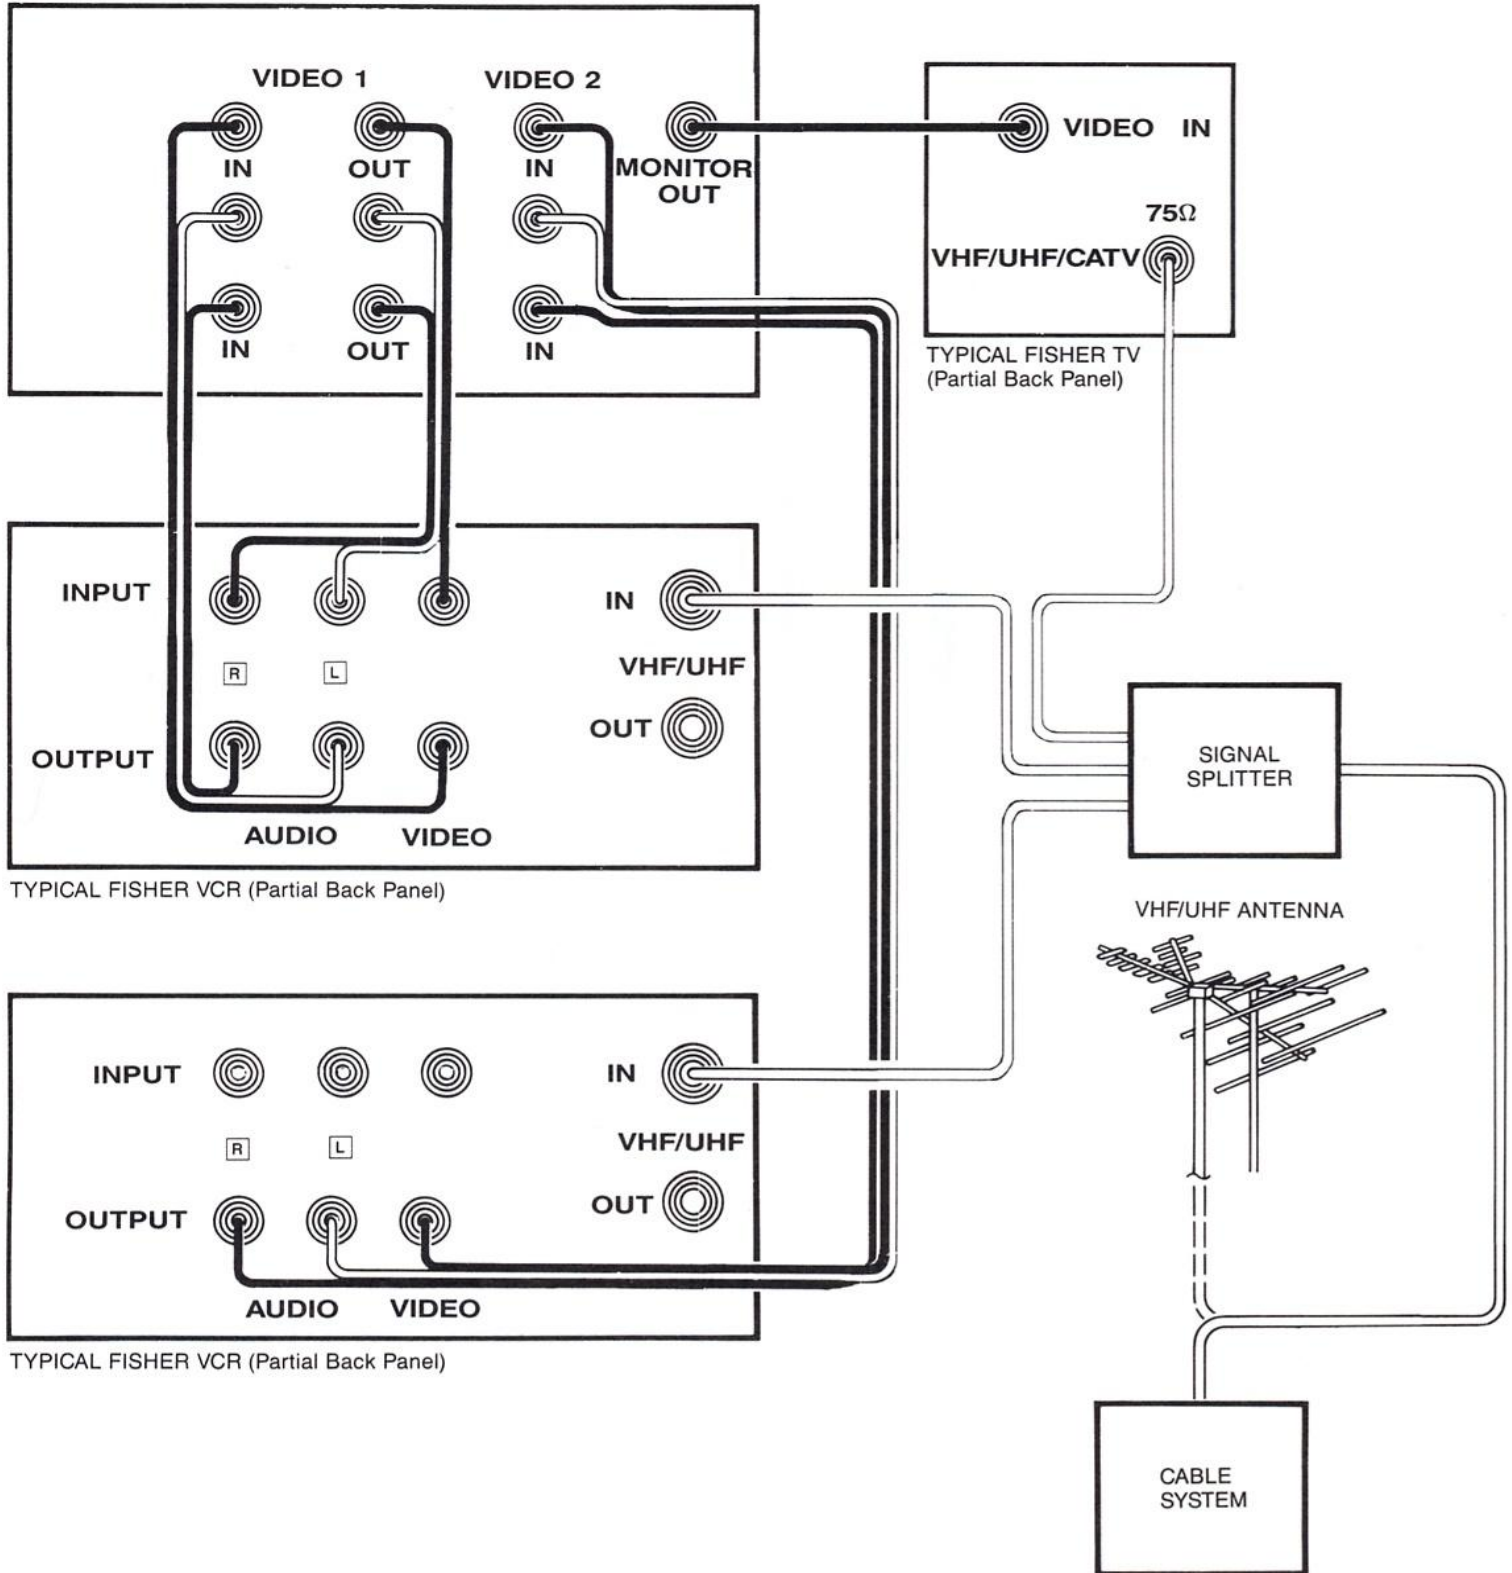 VIDEO 1
VIDEO 2
IN
OUT
IN
MONITOR
OUT
IN
OUT
IN
VIDEO IN
75Ω
VHF/UHF/CATV
TYPICAL FISHER TV
(Partial Back Panel)
INPUT
IN
R
L
VHF/UHF
OUT
OUTPUT
AUDIO
VIDEO
TYPICAL FISHER VCR (Partial Back Panel)
SIGNAL
SPLITTER
VHF/UHF ANTENNA
INPUT
IN
R
L
VHF/UHF
OUT
OUTPUT
AUDIO
VIDEO
TYPICAL FISHER VCR (Partial Back Panel)
CABLE
SYSTEM